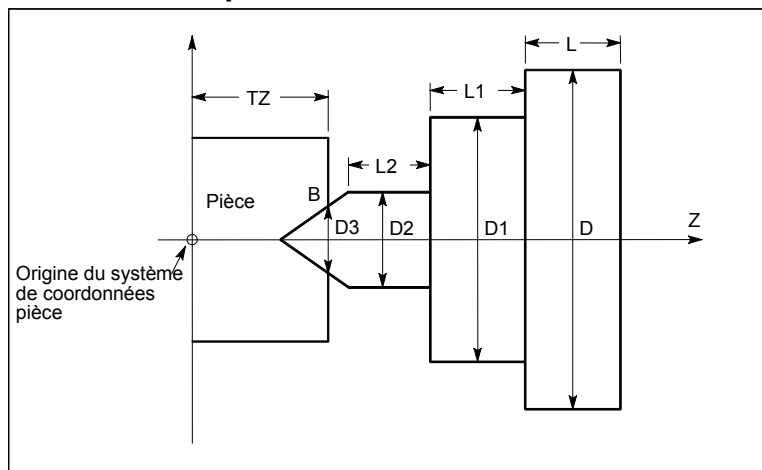 L
TZ
L1
L2
B
Pièce
Z
D3
D2
D1
D
Origine du système
de coordonnées
pièce